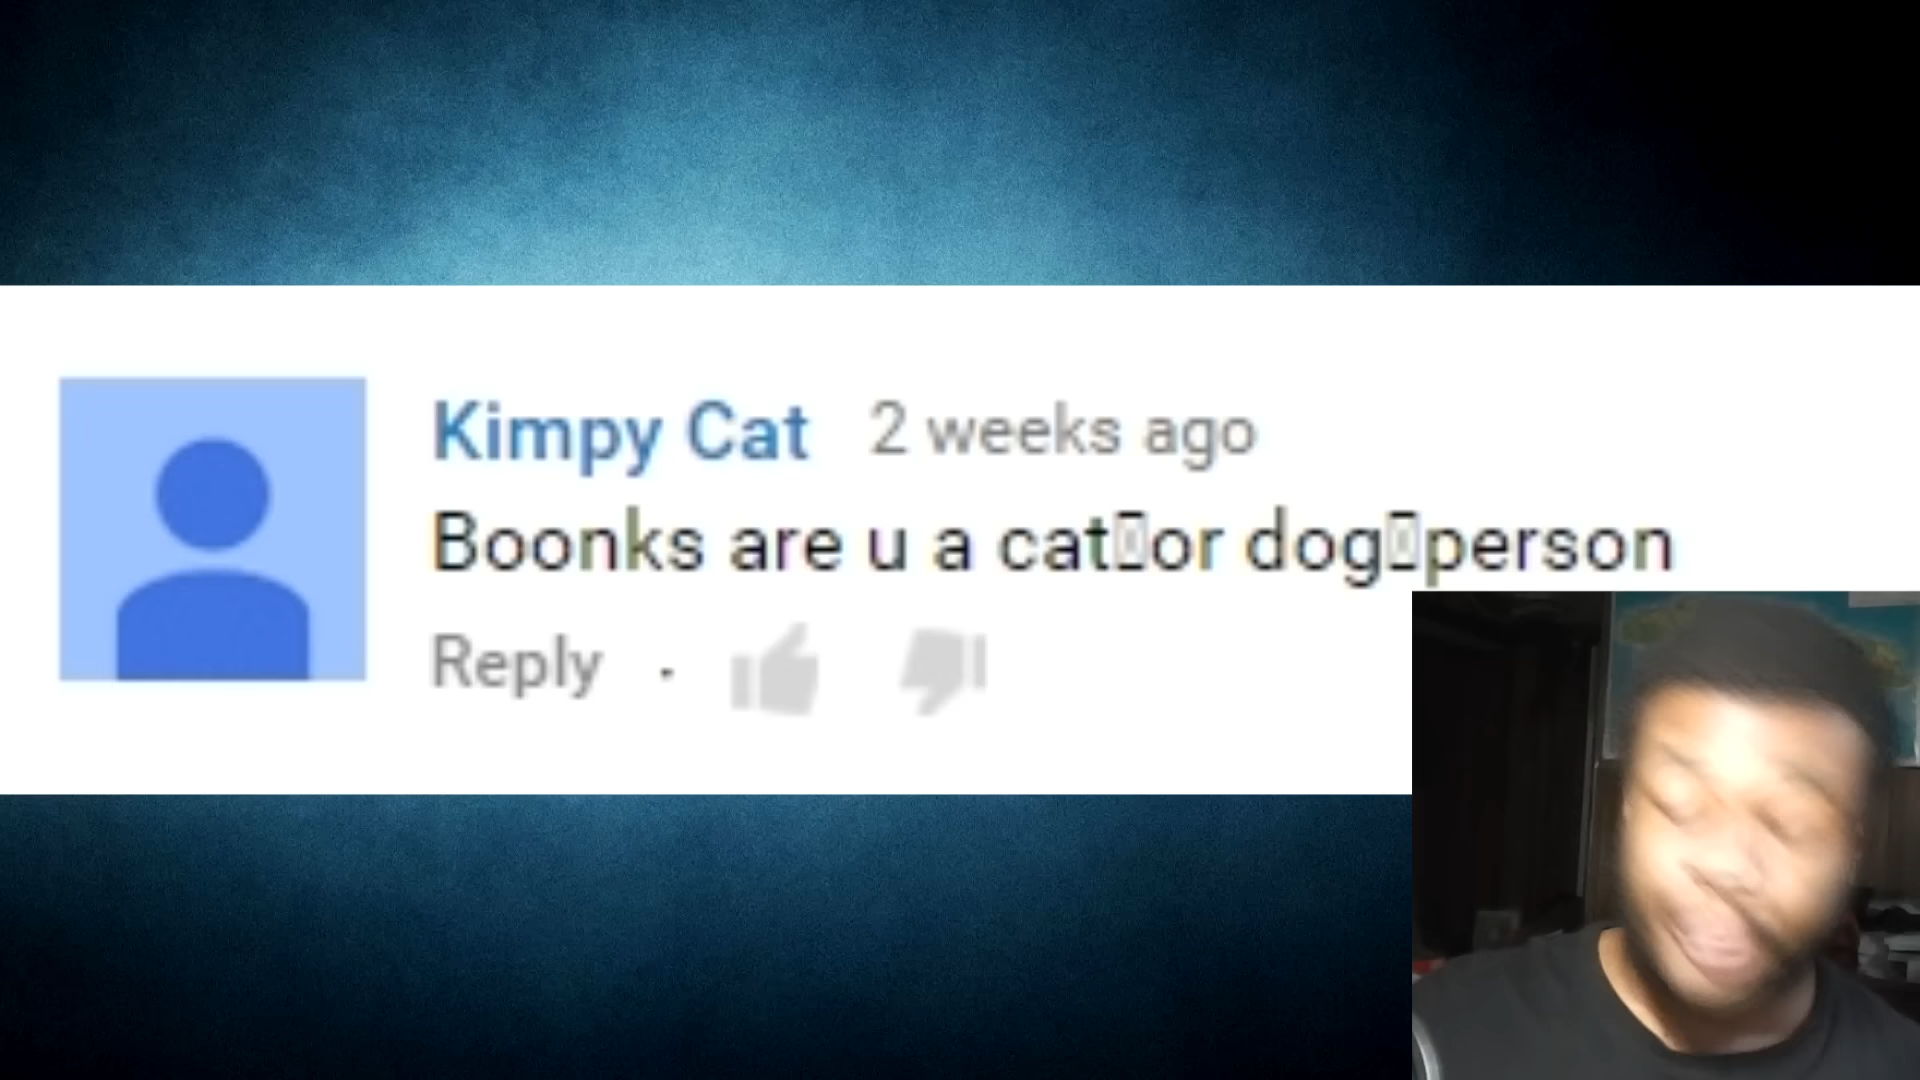 Kimpy Cat 2 weeks ago
Boonks are u a cat▯or dog▯person
Reply ·